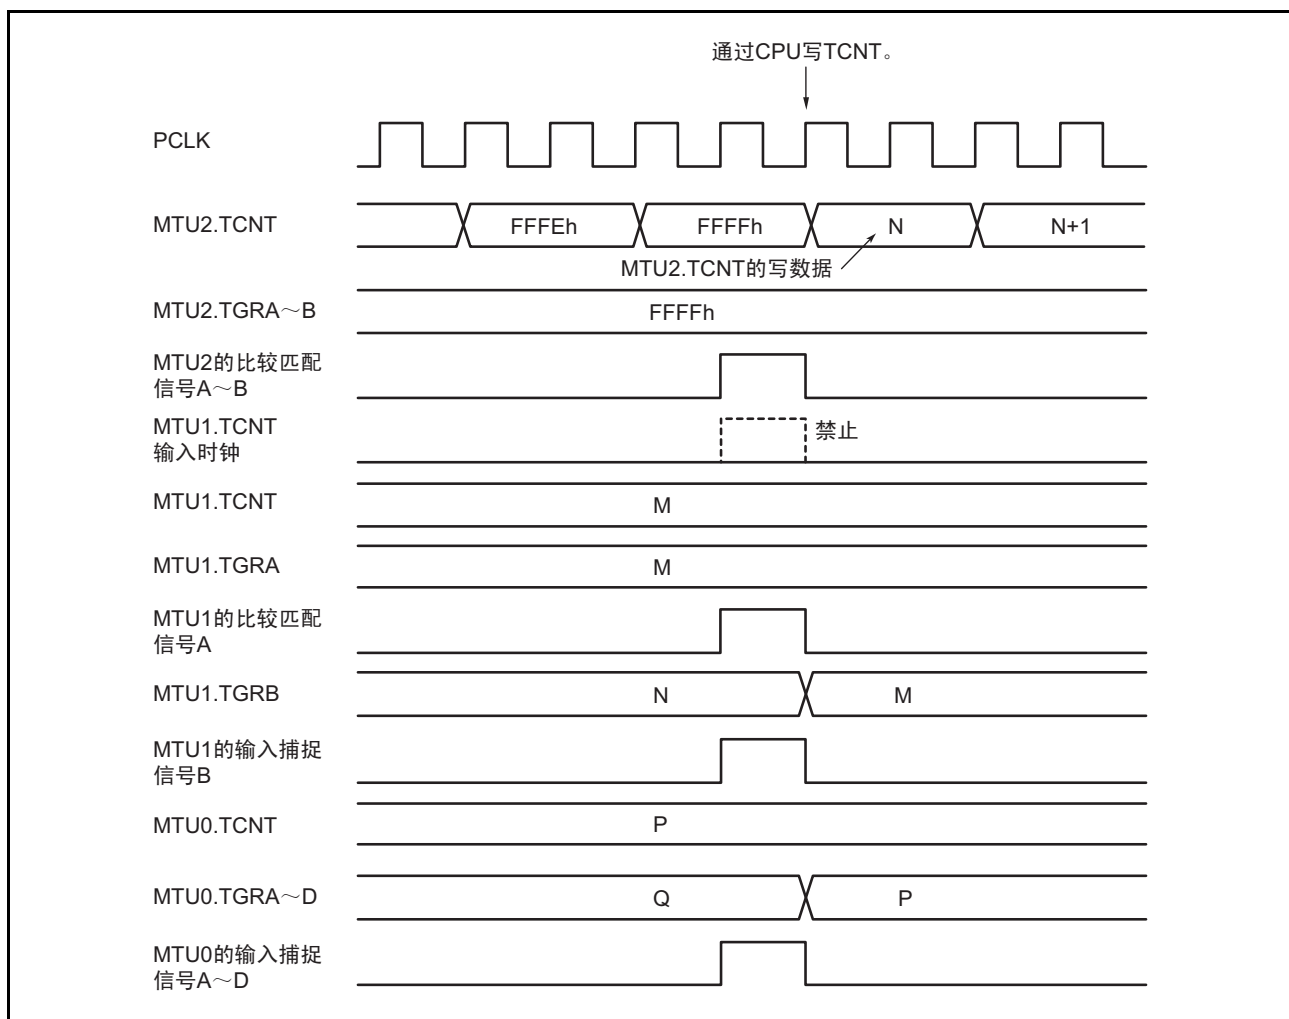 通过CPU写TCNT。
PCLK
MTU2.TCNT
FFFEh
FFFFh
N
N+1
MTU2.TCNT的写数据
MTU2.TGRA～B
FFFFh
MTU2的比较匹配
信号A～B
MTU1.TCNT
输入时钟
禁止
MTU1.TCNT
M
MTU1.TGRA
M
MTU1的比较匹配
信号A
MTU1.TGRB
N
M
MTU1的输入捕捉
信号B
MTU0.TCNT
P
MTU0.TGRA～D
Q
P
MTU0的输入捕捉
信号A～D